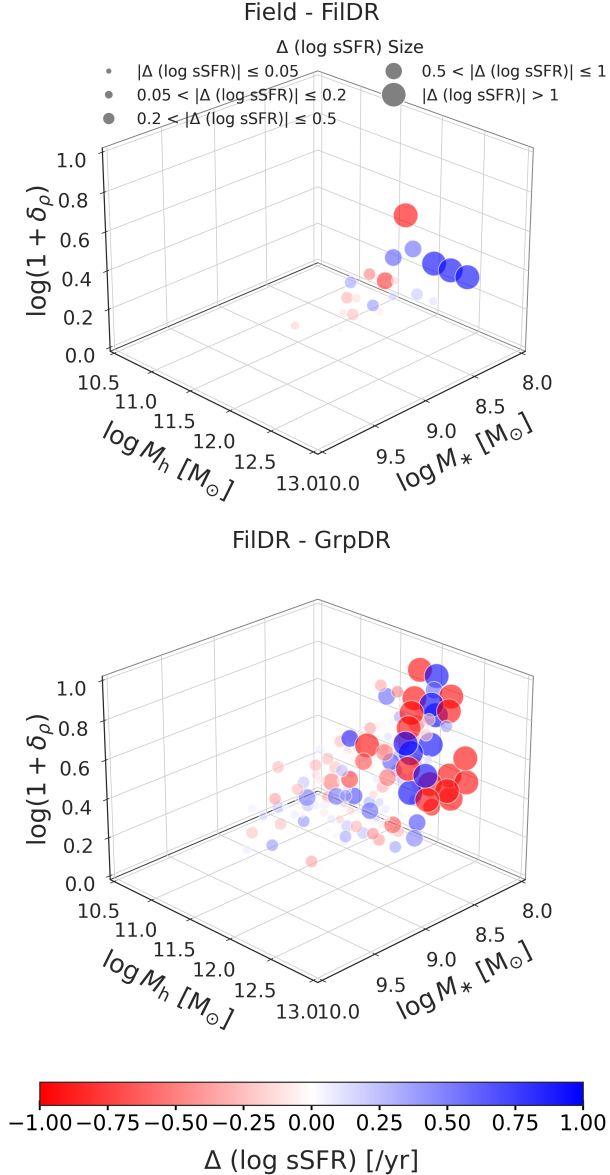 Field - FilDR
Δ (log sSFR) Size
|Δ (log sSFR)| ≤ 0.05
0.05 < |Δ (log sSFR)| ≤ 0.2
0.2 < |Δ (log sSFR)| ≤ 0.5
0.5 < |Δ (log sSFR)| ≤ 1
|Δ (log sSFR)| > 1
log(1 + δρ)
1.0
0.8
0.6
0.4
0.2
0.0
10.5
11.0
11.5
12.0
12.5
13.0
log Mh [M⊙]
10.0
9.5
9.0
8.5
8.0
log M∗ [M⊙]
FilDR - GrpDR
log(1 + δρ)
1.0
0.8
0.6
0.4
0.2
0.0
10.5
11.0
11.5
12.0
12.5
13.0
log Mh [M⊙]
10.0
9.5
9.0
8.5
8.0
log M∗ [M⊙]
−1.00 −0.75 −0.50 −0.25 0.00 0.25 0.50 0.75 1.00
Δ (log sSFR) [/yr]